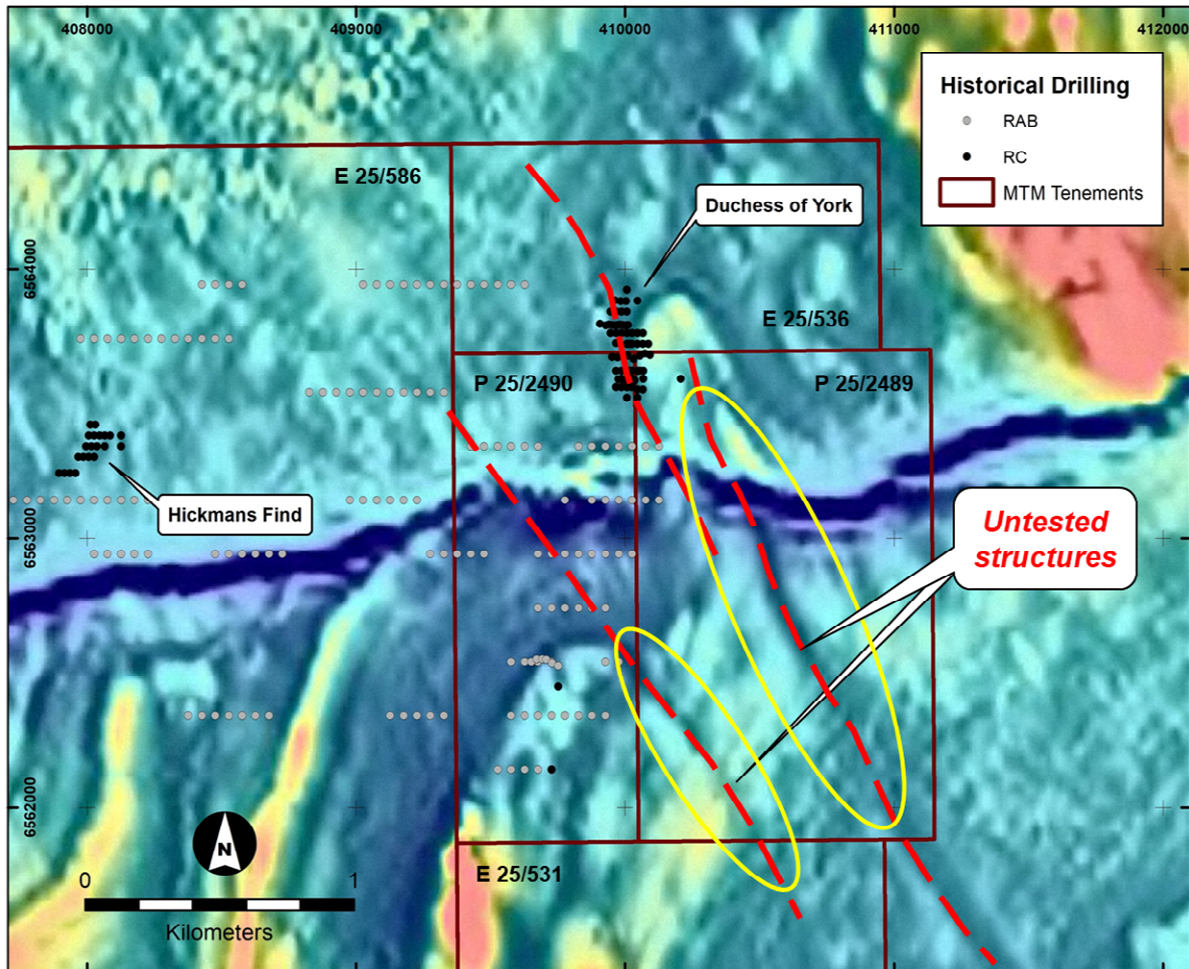 408000
409000
410000
411000
412000
Historical Drilling
RAB
RC
MTM Tenements
E 25/586
Duchess of York
6564000
E 25/536
P 25/2490
P 25/2489
Hickmans Find
6563000
Untested
structures
6562000
N
E 25/531
0
1
Kilometers